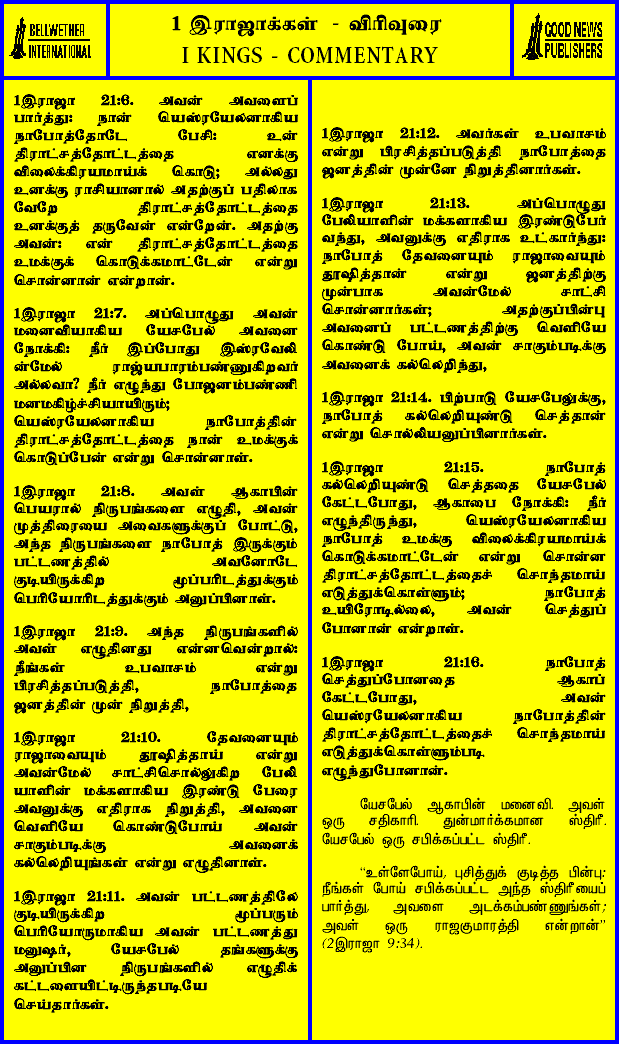 BELLWETHER
INTERNATIONAL
1 இராஜாக்கள் - விரிவுரை
I KINGS - COMMENTARY
GOOD NEWS
PUBLISHERS
1இராஜா 21:6. அவன் அவளைப்
பார்த்து: நான் யெஸ்ரயேலனாகிய
நாபோத்தோடே பேசி: உன்
திராட்சத்தோட்டத்தை எனக்கு
விலைக்கிரயமாய்க் கொடு; அல்லது
உனக்கு ராசியானால் அதற்குப் பதிலாக
வேறே திராட்சத்தோட்டத்தை
உனக்குத் தருவேன் என்றேன். அதற்கு
அவன்: என் திராட்சத்தோட்டத்தை
உமக்குக் கொடுக்கமாட்டேன் என்று
சொன்னான் என்றான்.
1இராஜா 21:7. அப்பொழுது அவன்
மனைவியாகிய யேசபேல் அவனை
நோக்கி: நீர் இப்போது இஸ்ரவேலி
ன்மேல் ராஜ்யபாரம்பண்ணுகிறவர்
அல்லவா? நீர் எழுந்து போஜனம்பண்ணி
மனமகிழ்ச்சியாயிரும்;
யெஸ்ரயேலனாகிய நாபோத்தின்
திராட்சத்தோட்டத்தை நான் உமக்குக்
கொடுப்பேன் என்று சொன்னாள்.
1இராஜா 21:8. அவள் ஆகாபின்
பெயரால் நிருபங்களை எழுதி, அவன்
முத்திரையை அவைகளுக்குப் போட்டு,
அந்த நிருபங்களை நாபோத் இருக்கும்
பட்டணத்தில் அவனோடே
குடியிருக்கிற மூப்பரிடத்துக்கும்
பெரியோரிடத்துக்கும் அனுப்பினாள்.
1இராஜா 21:9. அந்த நிருபங்களில்
அவள் எழுதினது என்னவென்றால்:
நீங்கள் உபவாசம் என்று
பிரசித்தப்படுத்தி, நாபோத்தை
ஜனத்தின் முன் நிறுத்தி,
1இராஜா 21:10. தேவனையும்
ராஜாவையும் தூஷித்தாய் என்று
அவன்மேல் சாட்சிசொல்லுகிற பேலி
யாளின் மக்களாகிய இரண்டு பேரை
அவனுக்கு எதிராக நிறுத்தி, அவனை
வெளியே கொண்டுபோய் அவன்
சாகும்படிக்கு அவனைக்
கல்லெறியுங்கள் என்று எழுதினாள்.
1இராஜா 21:11. அவன் பட்டணத்திலே
குடியிருக்கிற மூப்பரும்
பெரியோருமாகிய அவன் பட்டணத்து
மனுஷர், யேசபேல் தங்களுக்கு
அனுப்பின நிருபங்களில் எழுதிக்
கட்டளையிட்டிருந்தபடியே
செய்தார்கள்.
1இராஜா 21:12. அவர்கள் உபவாசம்
என்று பிரசித்தப்படுத்தி நாபோத்தை
ஜனத்தின் முன்னே நிறுத்தினார்கள்.
1இராஜா 21:13. அப்பொழுது
பேலியாளின் மக்களாகிய இரண்டுபேர்
வந்து, அவனுக்கு எதிராக உட்கார்ந்து:
நாபோத் தேவனையும் ராஜாவையும்
தூஷித்தான் என்று ஜனத்திற்கு
முன்பாக அவன்மேல் சாட்சி
சொன்னார்கள்; அதற்குப்பின்பு
அவனைப் பட்டணத்திற்கு வெளியே
கொண்டு போய், அவன் சாகும்படிக்கு
அவனைக் கல்லெறிந்து,
1இராஜா 21:14. பிற்பாடு யேசபேலுக்கு,
நாபோத் கல்லெறியுண்டு செத்தான்
என்று சொல்லியனுப்பினார்கள்.
1இராஜா 21:15. நாபோத்
கல்லெறியுண்டு செத்ததை யேசபேல்
கேட்டபோது, ஆகாபை நோக்கி: நீர்
எழுந்திருந்து, யெஸ்ரயேலனாகிய
நாபோத் உமக்கு விலைக்கிரயமாய்க்
கொடுக்கமாட்டேன் என்று சொன்ன
திராட்சத்தோட்டத்தைச் சொந்தமாய்
எடுத்துக்கொள்ளும்; நாபோத்
உயிரோடில்லை, அவன் செத்துப்
போனான் என்றாள்.
1இராஜா 21:16. நாபோத்
செத்துப்போனதை ஆகாப்
கேட்டபோது, அவன்
யெஸ்ரயேலனாகிய நாபோத்தின்
திராட்சத்தோட்டத்தைச் சொந்தமாய்
எடுத்துக்கொள்ளும்படி
எழுந்துபோனான்.
யேசபேல் ஆகாபின் மனைவி. அவள்
ஒரு சதிகாரி. துன்மார்க்கமான ஸ்திரீ.
யேசபேல் ஒரு சபிக்கப்பட்ட ஸ்திரீ.
“உள்ளேபோய், புசித்துக் குடித்த பின்பு:
நீங்கள் போய் சபிக்கப்பட்ட அந்த ஸ்திரீயைப்
பார்த்து, அவளை அடக்கம்பண்ணுங்கள்;
அவள் ஒரு ராஜகுமாரத்தி என்றான்”
(2இராஜா 9:34).